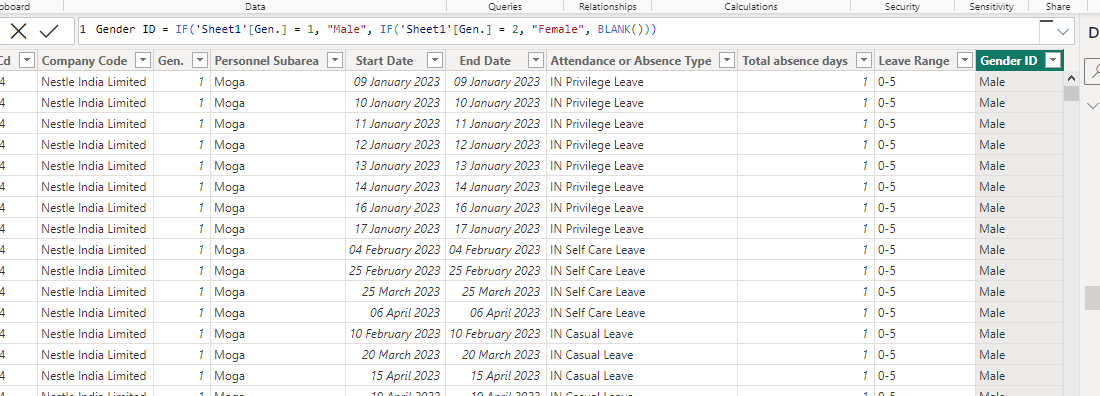 pboard Data Queries Relationships Calculations Security Sensitivity Share
1 Gender ID = IF('Sheet1'[Gen.] = 1, "Male", IF('Sheet1'[Gen.] = 2, "Female", BLANK()))
Cd Company Code Gen. Personnel Subarea Start Date End Date Attendance or Absence Type Total absence days Leave Range Gender ID
4 Nestle India Limited 1 Moga 09 January 2023 09 January 2023 IN Privilege Leave 1 0-5 Male
4 Nestle India Limited 1 Moga 10 January 2023 10 January 2023 IN Privilege Leave 1 0-5 Male
4 Nestle India Limited 1 Moga 11 January 2023 11 January 2023 IN Privilege Leave 1 0-5 Male
4 Nestle India Limited 1 Moga 12 January 2023 12 January 2023 IN Privilege Leave 1 0-5 Male
4 Nestle India Limited 1 Moga 13 January 2023 13 January 2023 IN Privilege Leave 1 0-5 Male
4 Nestle India Limited 1 Moga 14 January 2023 14 January 2023 IN Privilege Leave 1 0-5 Male
4 Nestle India Limited 1 Moga 16 January 2023 16 January 2023 IN Privilege Leave 1 0-5 Male
4 Nestle India Limited 1 Moga 17 January 2023 17 January 2023 IN Privilege Leave 1 0-5 Male
4 Nestle India Limited 1 Moga 04 February 2023 04 February 2023 IN Self Care Leave 1 0-5 Male
4 Nestle India Limited 1 Moga 25 February 2023 25 February 2023 IN Self Care Leave 1 0-5 Male
4 Nestle India Limited 1 Moga 25 March 2023 25 March 2023 IN Self Care Leave 1 0-5 Male
4 Nestle India Limited 1 Moga 06 April 2023 06 April 2023 IN Self Care Leave 1 0-5 Male
4 Nestle India Limited 1 Moga 10 February 2023 10 February 2023 IN Casual Leave 1 0-5 Male
4 Nestle India Limited 1 Moga 20 March 2023 20 March 2023 IN Casual Leave 1 0-5 Male
4 Nestle India Limited 1 Moga 15 April 2023 15 April 2023 IN Casual Leave 1 0-5 Male